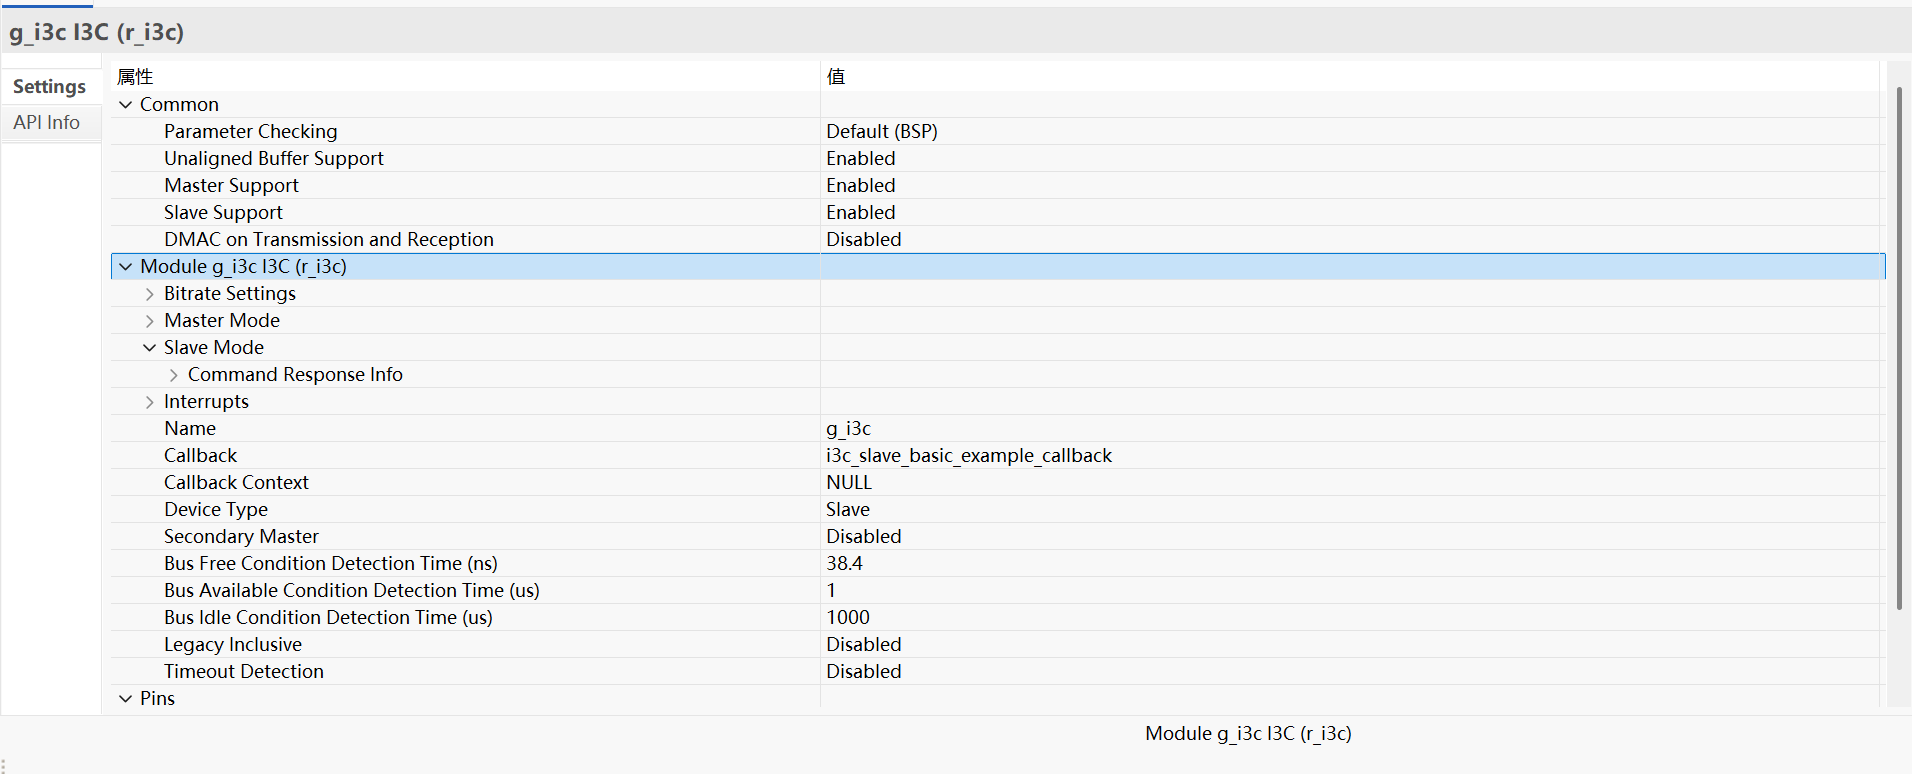 g_i3c I3C (r_i3c)
Settings
API Info
属性 值
Common
Parameter Checking Default (BSP)
Unaligned Buffer Support Enabled
Master Support Enabled
Slave Support Enabled
DMAC on Transmission and Reception Disabled
Module g_i3c I3C (r_i3c)
Bitrate Settings
Master Mode
Slave Mode
Command Response Info
Interrupts
Name g_i3c
Callback i3c_slave_basic_example_callback
Callback Context NULL
Device Type Slave
Secondary Master Disabled
Bus Free Condition Detection Time (ns) 38.4
Bus Available Condition Detection Time (us) 1
Bus Idle Condition Detection Time (us) 1000
Legacy Inclusive Disabled
Timeout Detection Disabled
Pins
Module g_i3c I3C (r_i3c)